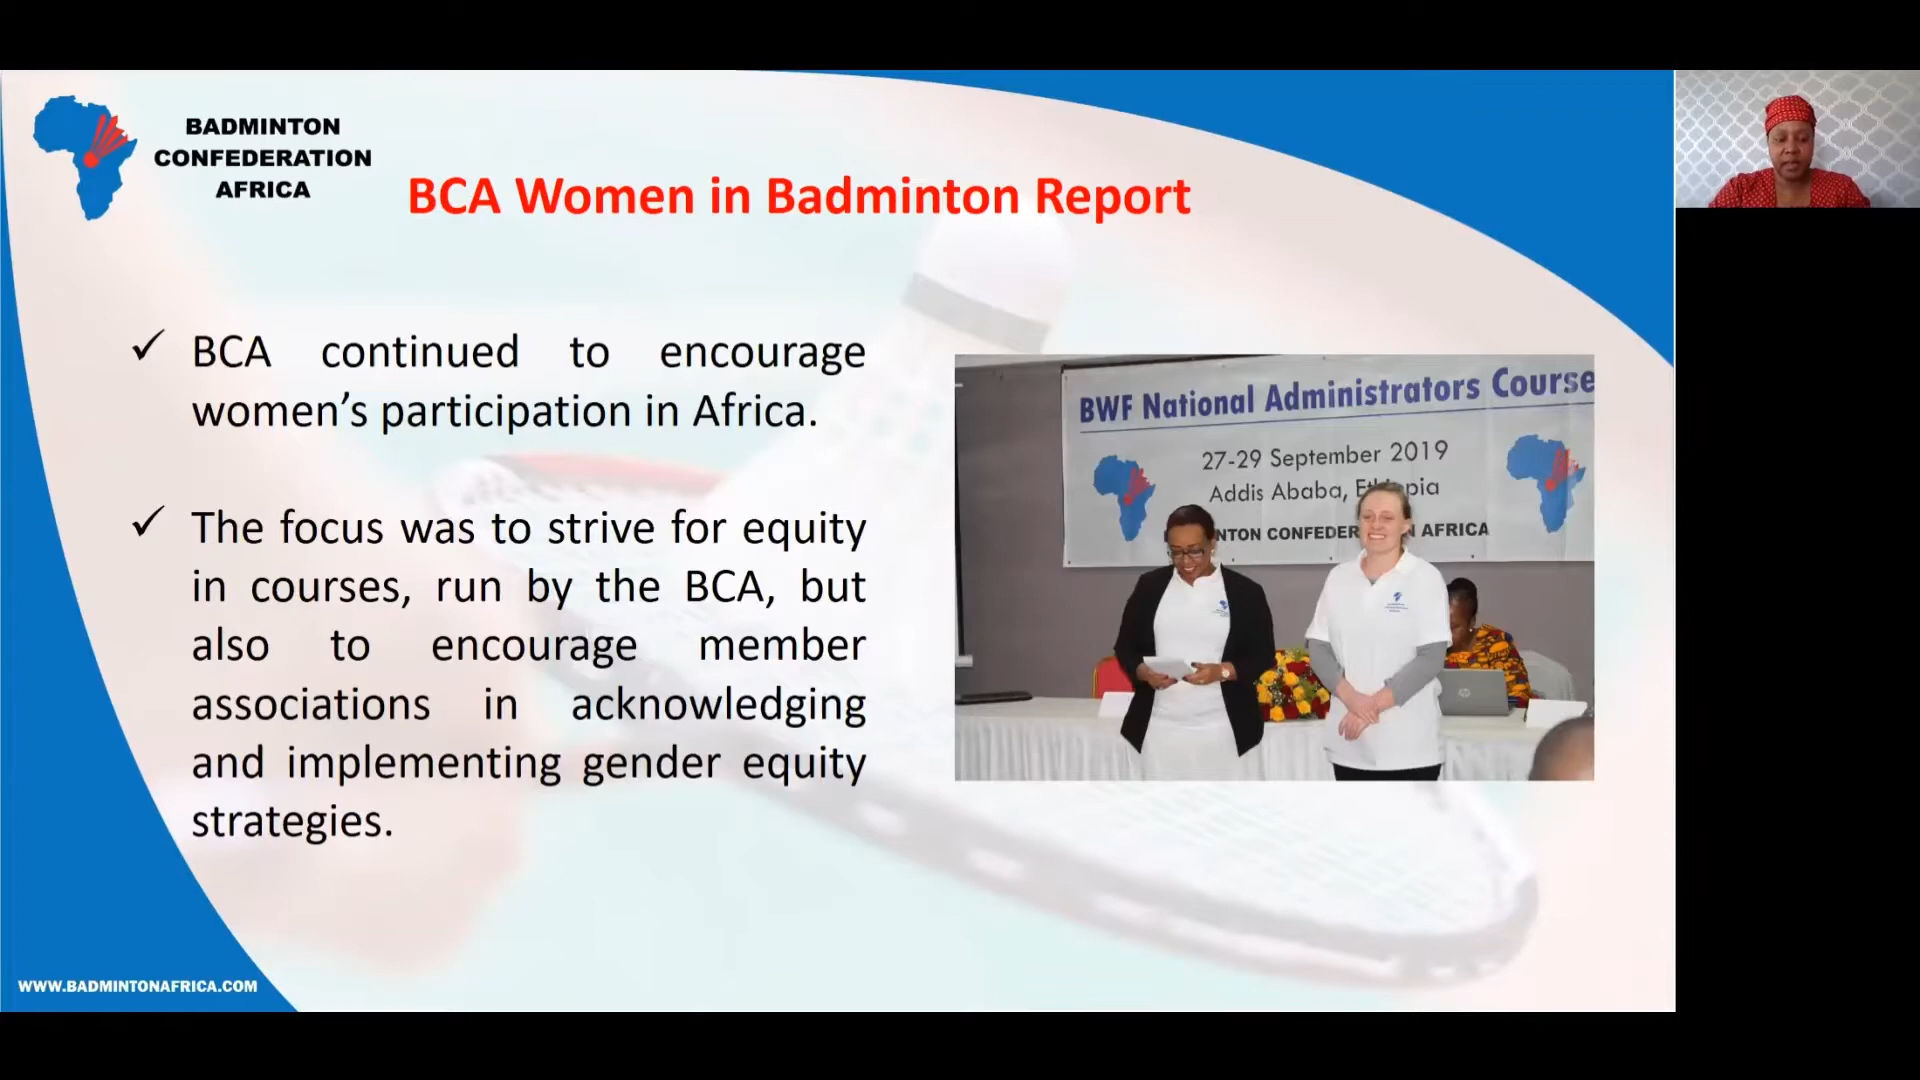 BADMINTON
CONFEDERATION
AFRICA
BCA Women in Badminton Report
✓ BCA continued to encourage
women’s participation in Africa.
✓ The focus was to strive for equity
in courses, run by the BCA, but
also to encourage member
associations in acknowledging
and implementing gender equity
strategies.
BWF National Administrators Course
27-29 September 2019
Addis Ababa,
AFRICA
hp
WWW.BADMINTONAFRICA.COM